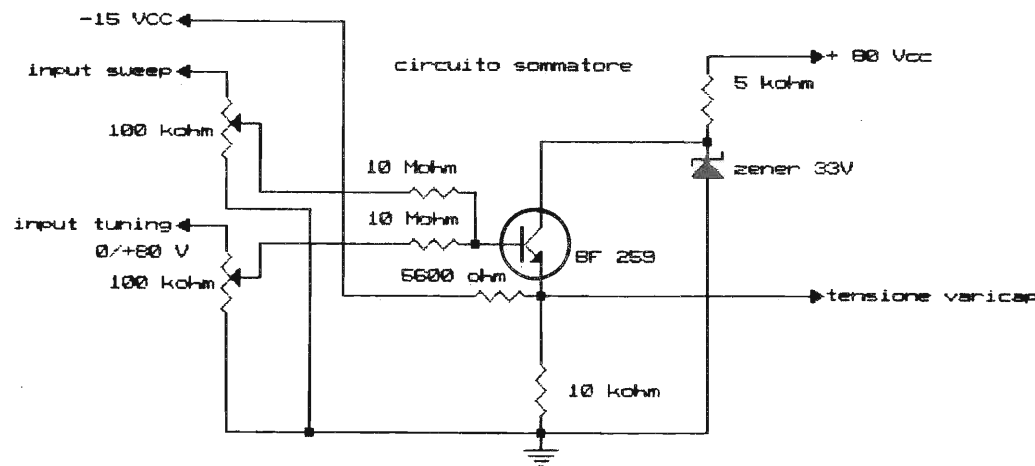 -15 VCC
input sweep
circuito sommatore
+ 80 Vcc
5 kohm
100 kohm
10 Mohm
zener 33V
input tuning
10 Mohm
0/+80 V
BF 259
100 kohm
5600 ohm
tensione varicap
10 kohm